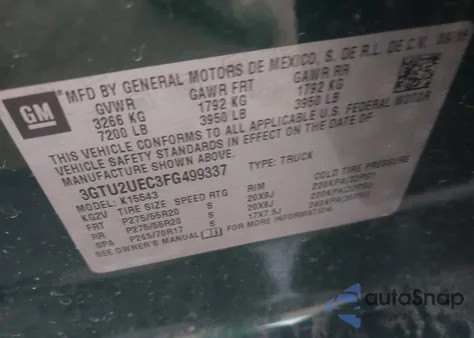 GM
MFD BY GENERAL MOTORS DE MEXICO, S. DE R.L. DE C.V.
GVWR GAWR FRT GAWR RR
3266 KG 1792 KG 1792 KG
7200 LB 3950 LB 3950 LB
THIS VEHICLE CONFORMS TO ALL APPLICABLE U.S. FEDERAL MOTOR
VEHICLE SAFETY STANDARDS IN EFFECT ON THE DATE OF
MANUFACTURE SHOWN ABOVE.
3GTU2UEC3FG499337 TYPE: TRUCK
MODEL: K15543
KG2V TIRE SIZE SPEED RTG RIM COLD TIRE PRESSURE
FRT P275/55R20 S 20X9J
RR P275/55R20 S 20X9J
SPA P265/70R17 S 17X7.5J
SEE OWNER'S MANUAL FOR MORE INFORMATION.
autoSnap